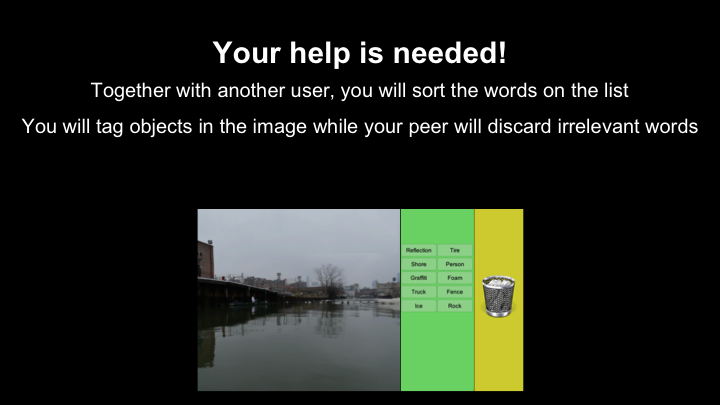 Your help is needed!
Together with another user, you will sort the words on the list
You will tag objects in the image while your peer will discard irrelevant words
Reflection Tire
Shore Person
Graffiti Foam
Truck Fence
Ice Rock